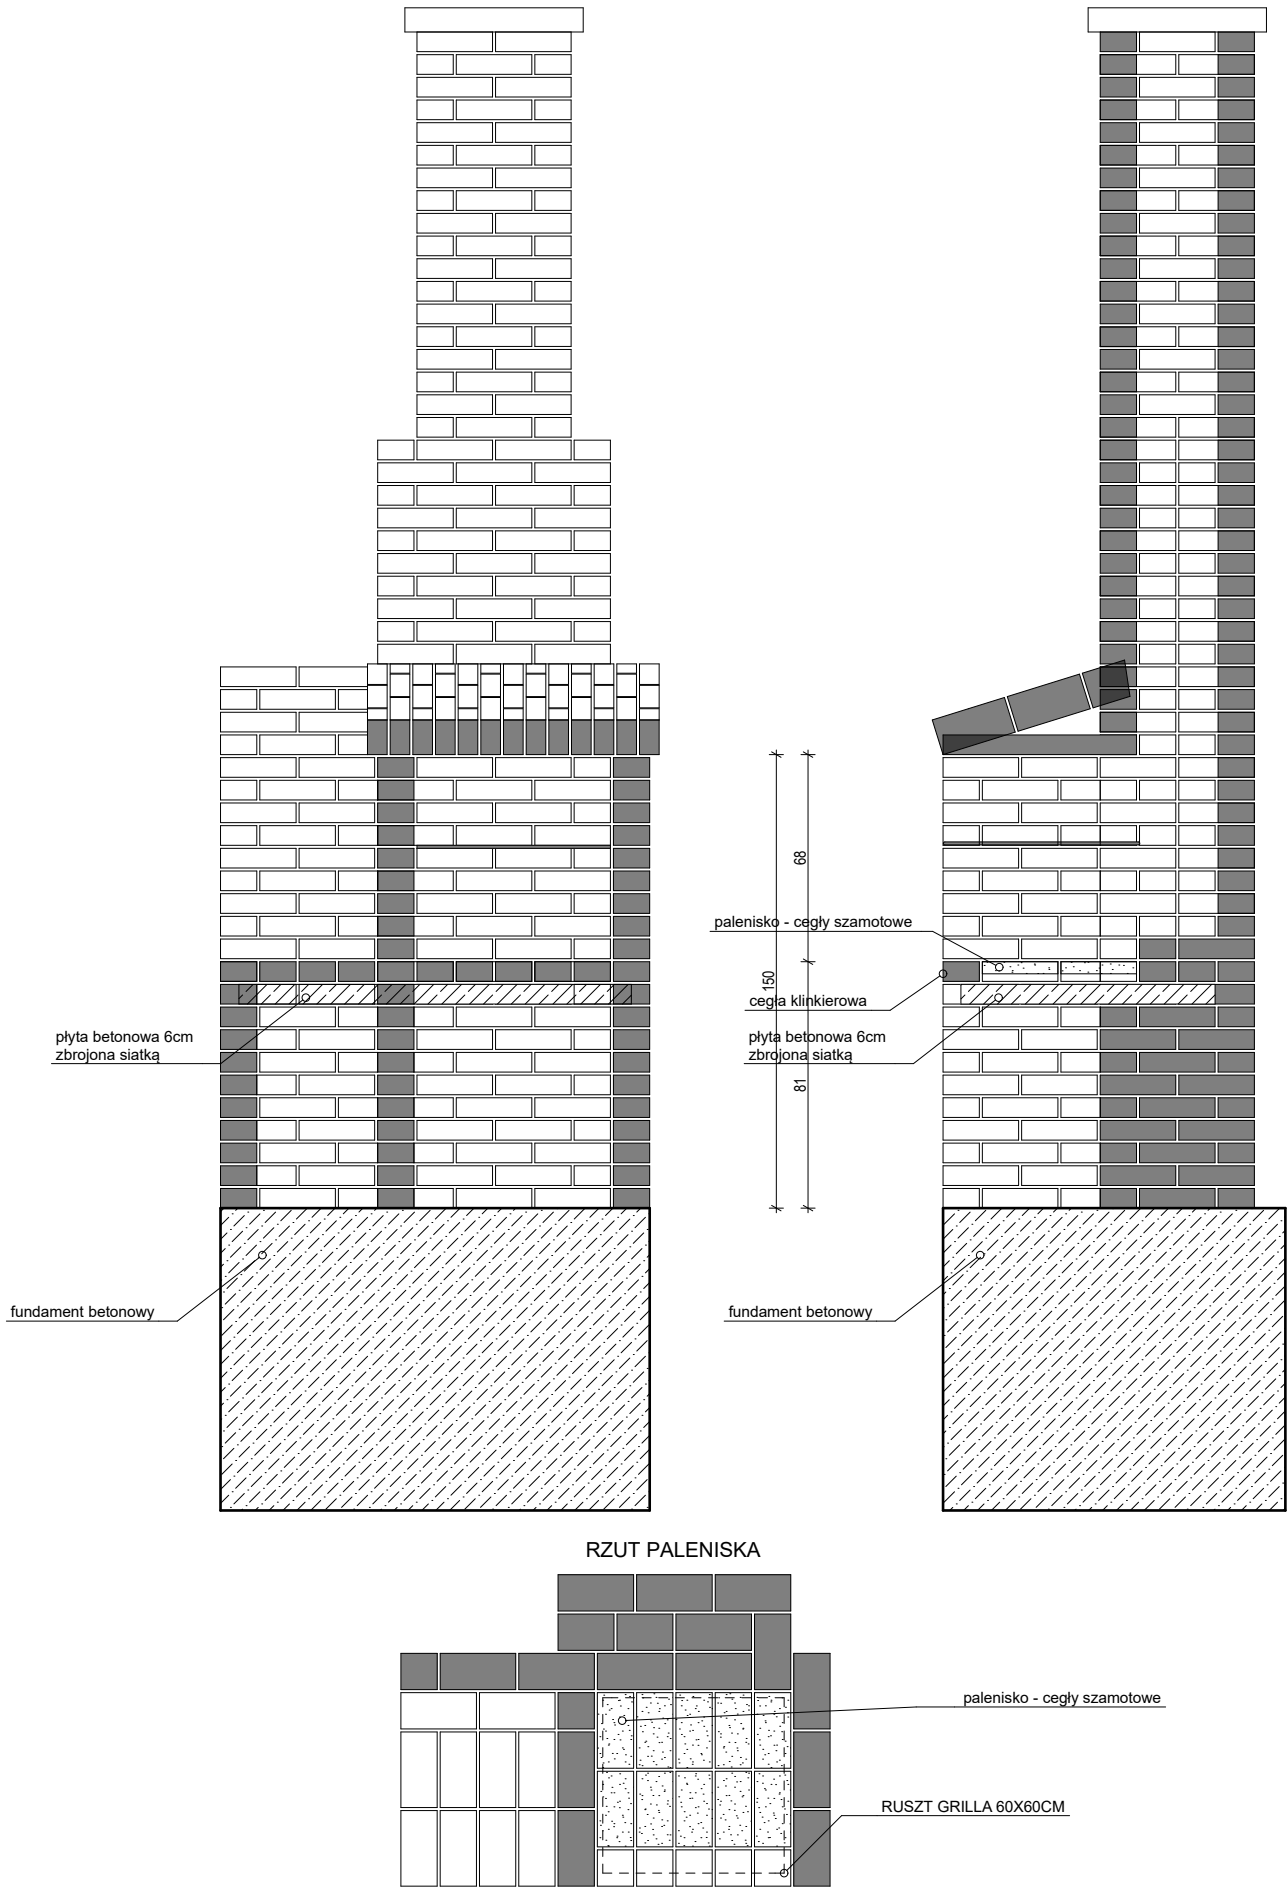 palenisko - cegły szamotowe
cegła klinkierowa
płyta betonowa 6cm
zbrojona siatką
płyta betonowa 6cm
zbrojona siatką
68
150
81
fundament betonowy
fundament betonowy
RZUT PALENISKA
palenisko - cegły szamotowe
RUSZT GRILLA 60X60CM